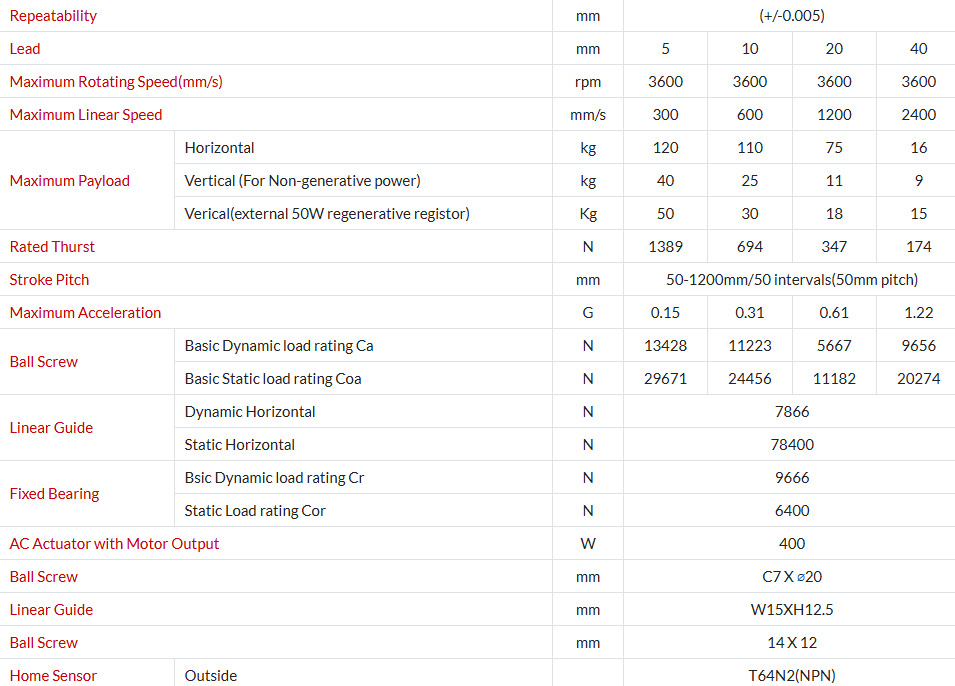 Repeatability mm (+/-0.005)
Lead mm 5 10 20 40
Maximum Rotating Speed(mm/s) rpm 3600 3600 3600 3600
Maximum Linear Speed mm/s 300 600 1200 2400
Maximum Payload Horizontal kg 120 110 75 16
Vertical (For Non-generative power) kg 40 25 11 9
Verical(external 50W regenerative registor) Kg 50 30 18 15
Rated Thurst N 1389 694 347 174
Stroke Pitch mm 50-1200mm/50 intervals(50mm pitch)
Maximum Acceleration G 0.15 0.31 0.61 1.22
Ball Screw Basic Dynamic load rating Ca N 13428 11223 5667 9656
Basic Static load rating Coa N 29671 24456 11182 20274
Linear Guide Dynamic Horizontal N 7866
Static Horizontal N 78400
Fixed Bearing Bsic Dynamic load rating Cr N 9666
Static Load rating Cor N 6400
AC Actuator with Motor Output W 400
Ball Screw mm C7 X ⌀20
Linear Guide mm W15XH12.5
Ball Screw mm 14 X 12
Home Sensor Outside T64N2(NPN)